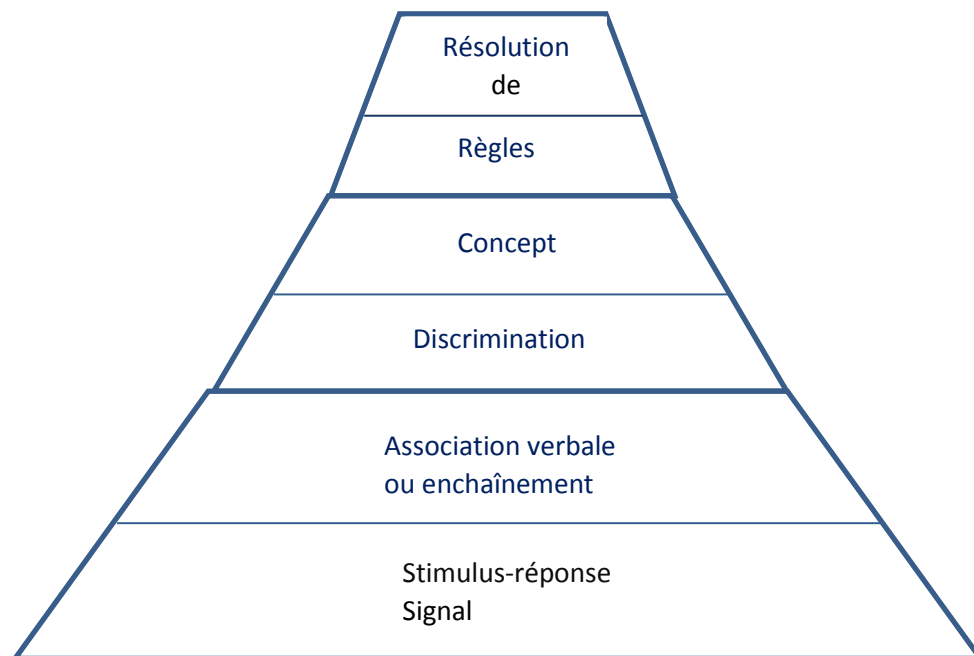 Résolution
de
Règles
Concept
Discrimination
Association verbale
ou enchaînement
Stimulus-réponse
Signal